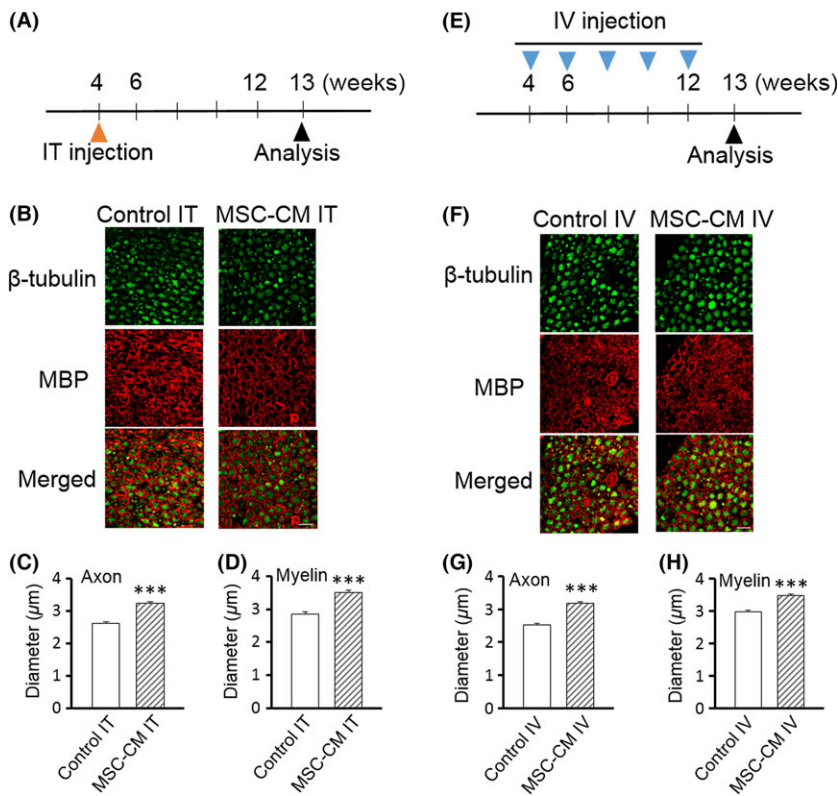 (A)
4 6 12 13 (weeks)
IT injection Analysis
(B)
Control IT MSC-CM IT
β-tubulin
MBP
Merged
(C)
Axon
***
Diameter (µm)
4
3
2
1
0
Control IT
MSC-CM IT
(D)
Myelin
***
Diameter (µm)
4
3
2
1
0
Control IT
MSC-CM IT
(E)
IV injection
4 6 12 13 (weeks)
Analysis
(F)
Control IV MSC-CM IV
β-tubulin
MBP
Merged
(G)
Axon
***
Diameter (µm)
4
3
2
1
0
Control IV
MSC-CM IV
(H)
Myelin
***
Diameter (µm)
4
3
2
1
0
Control IV
MSC-CM IV